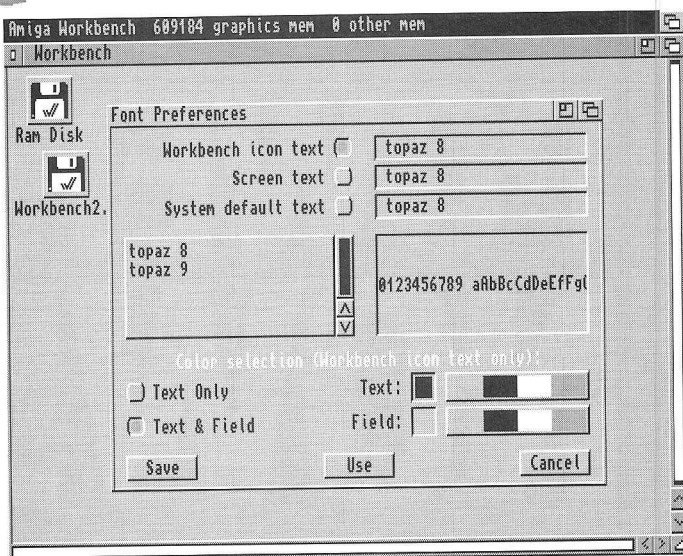 Amiga Workbench 609184 graphics mem 0 other mem
Workbench
Ram Disk
Workbench2.
Font Preferences
Workbench icon text topaz 8
Screen text topaz 8
System default text topaz 8
topaz 8
topaz 9
0123456789 aAbBcCdDeEfFgG
Color selection (Workbench icon text only):
Text Only
Text:
Text & Field
Field:
Save
Use
Cancel